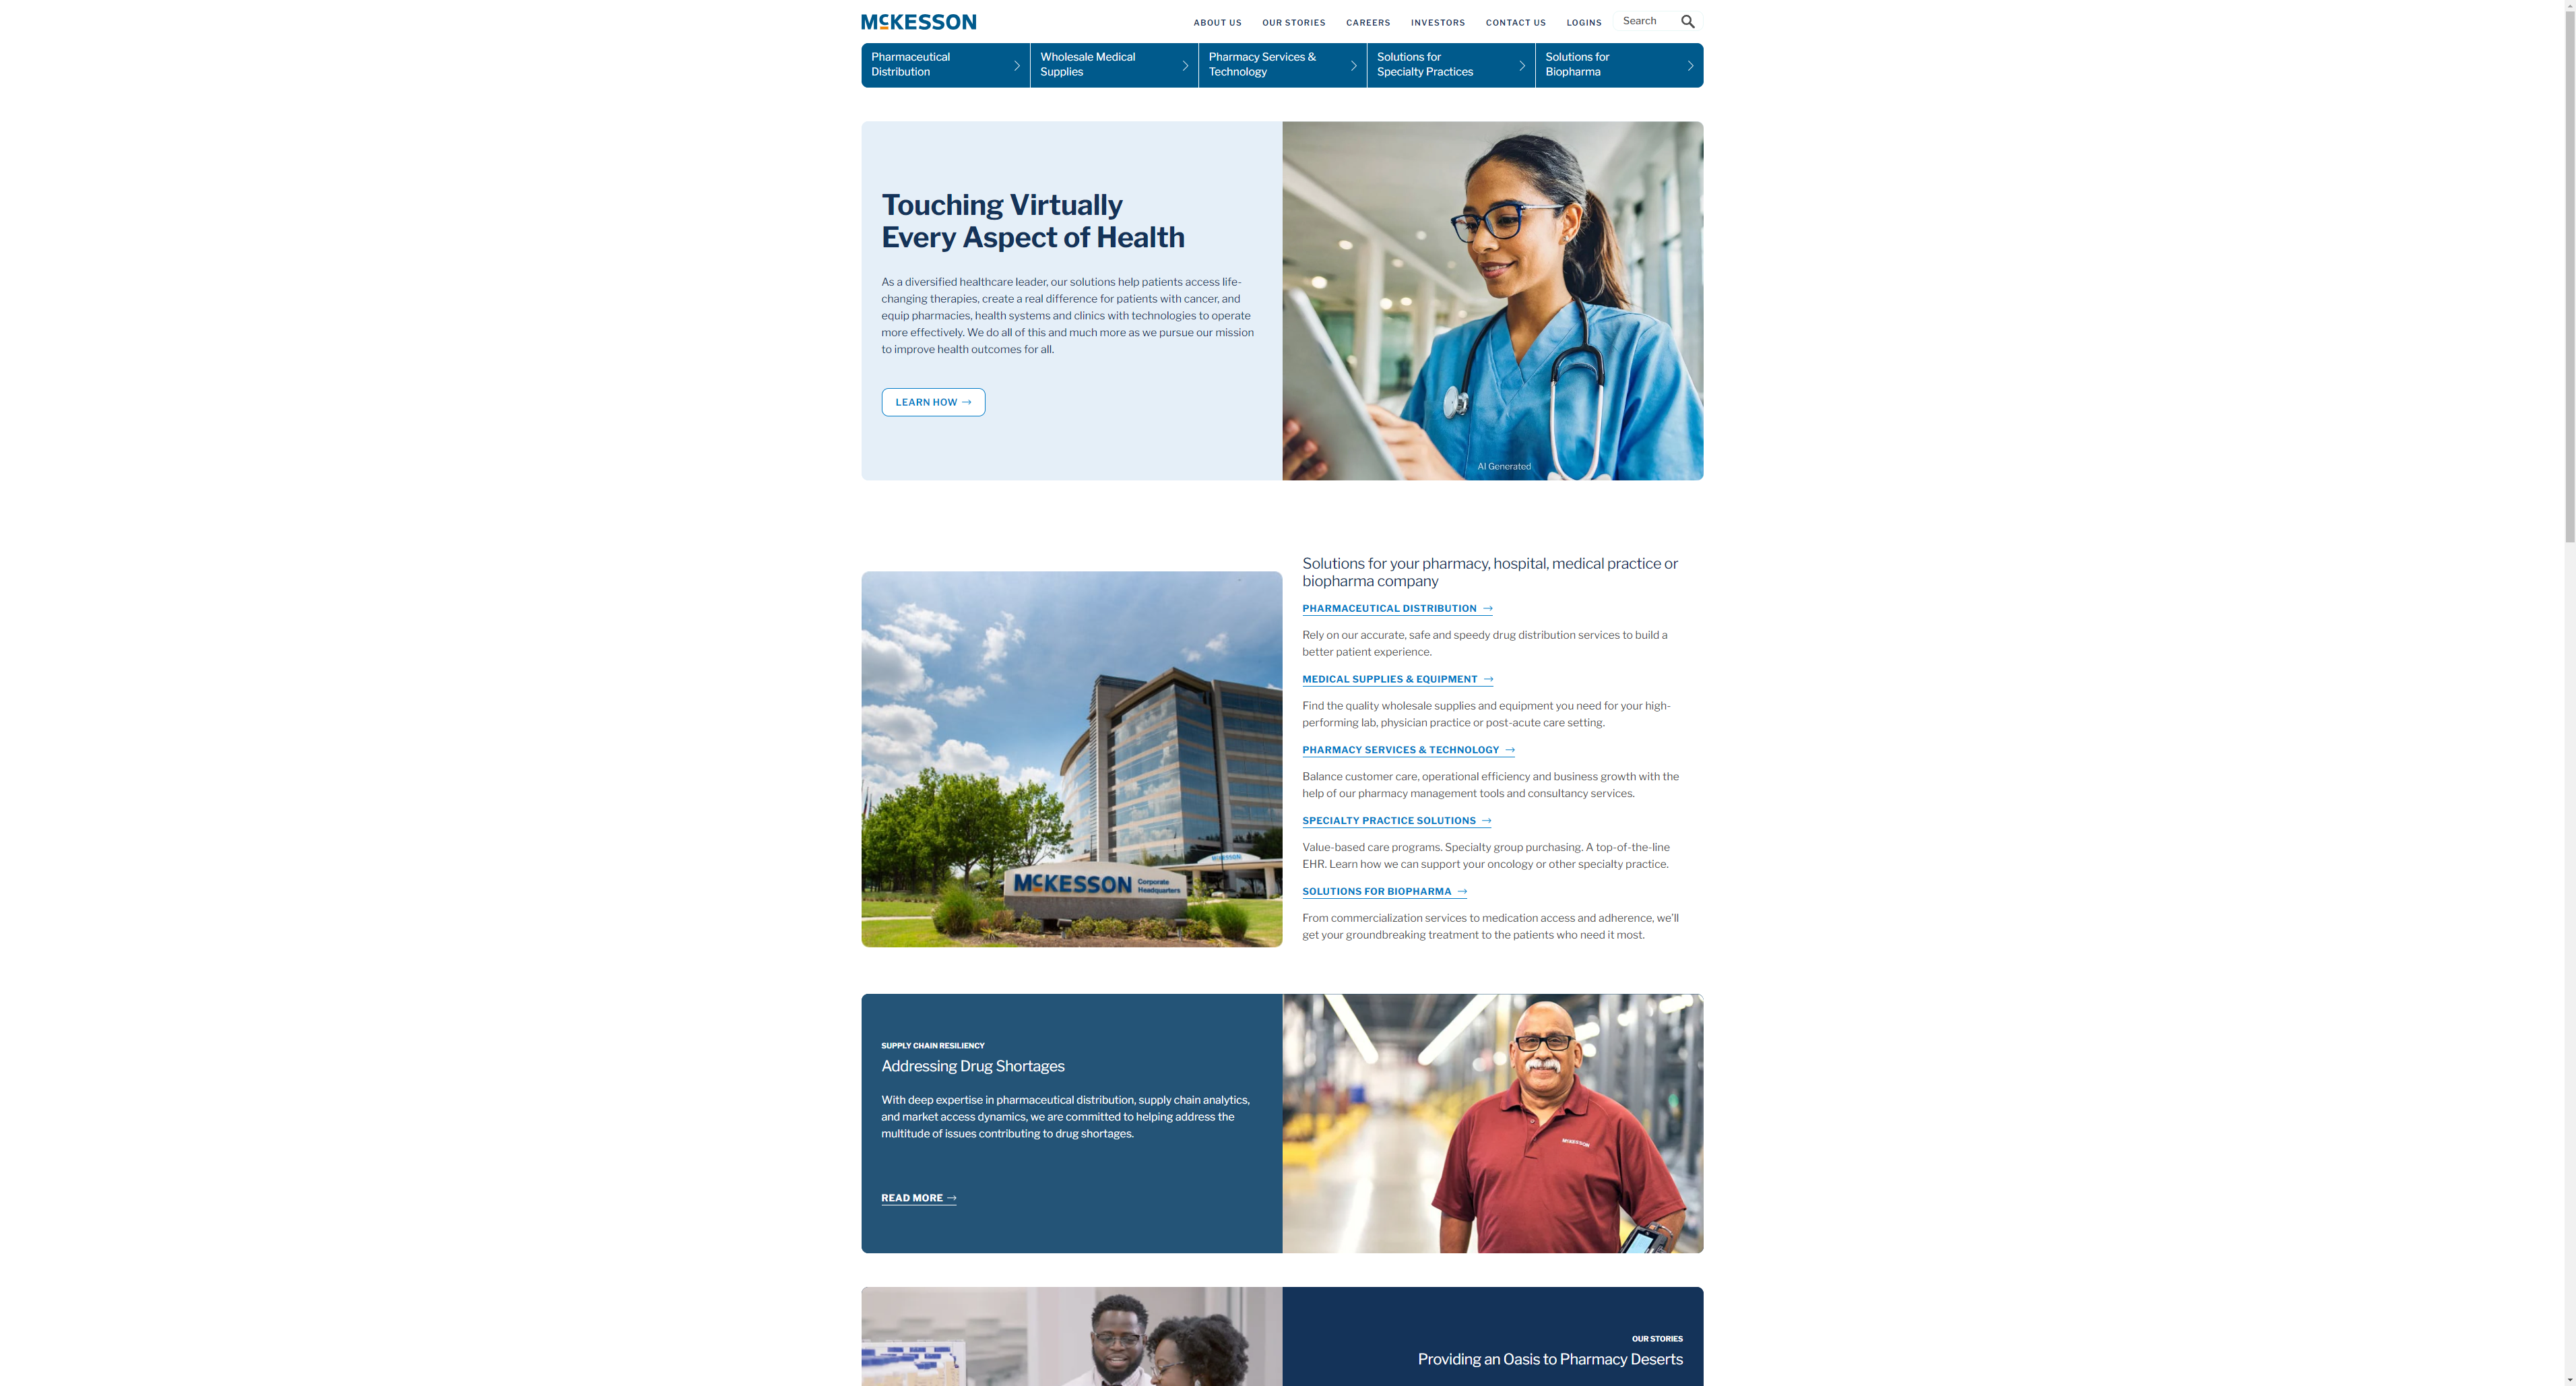 MCKESSON
ABOUT US
OUR STORIES
CAREERS
INVESTORS
CONTACT US
LOGINS
Search
Pharmaceutical
Distribution
Wholesale Medical
Supplies
Pharmacy Services &
Technology
Solutions for
Specialty Practices
Solutions for
Biopharma
Touching Virtually
Every Aspect of Health
As a diversified healthcare leader, our solutions help patients access life-
changing therapies, create a real difference for patients with cancer, and
equip pharmacies, health systems and clinics with technologies to operate
more effectively. We do all of this and much more as we pursue our mission
to improve health outcomes for all.
LEARN HOW →
AI Generated
MCKESSON
MCKESSON Corporate
Headquarters
Solutions for your pharmacy, hospital, medical practice or
biopharma company
PHARMACEUTICAL DISTRIBUTION →
Rely on our accurate, safe and speedy drug distribution services to build a
better patient experience.
MEDICAL SUPPLIES & EQUIPMENT →
Find the quality wholesale supplies and equipment you need for your high-
performing lab, physician practice or post-acute care setting.
PHARMACY SERVICES & TECHNOLOGY →
Balance customer care, operational efficiency and business growth with the
help of our pharmacy management tools and consultancy services.
SPECIALTY PRACTICE SOLUTIONS →
Value-based care programs. Specialty group purchasing. A top-of-the-line
EHR. Learn how we can support your oncology or other specialty practice.
SOLUTIONS FOR BIOPHARMA →
From commercialization services to medication access and adherence, we'll
get your groundbreaking treatment to the patients who need it most.
SUPPLY CHAIN RESILIENCY
Addressing Drug Shortages
With deep expertise in pharmaceutical distribution, supply chain analytics,
and market access dynamics, we are committed to helping address the
multitude of issues contributing to drug shortages.
READ MORE →
MCKESSON
OUR STORIES
Providing an Oasis to Pharmacy Deserts